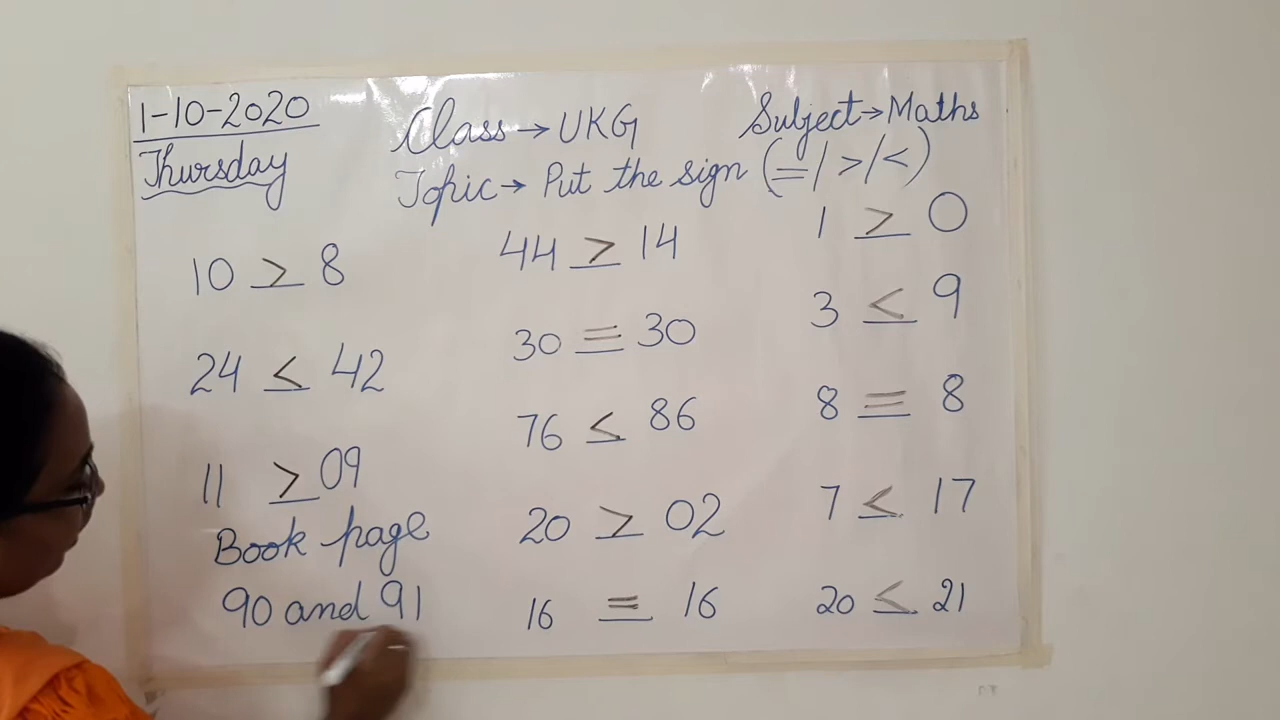 1-10-2020
Thursday
Class → UKG
Subject → Maths
Topic → Put the sign (=/>/<)
10 > 8
24 < 42
11 > 09
Book page
90 and 91
44 > 14
30 = 30
76 < 86
20 > 02
16 = 16
1 > 0
3 < 9
8 = 8
7 < 17
20 < 21